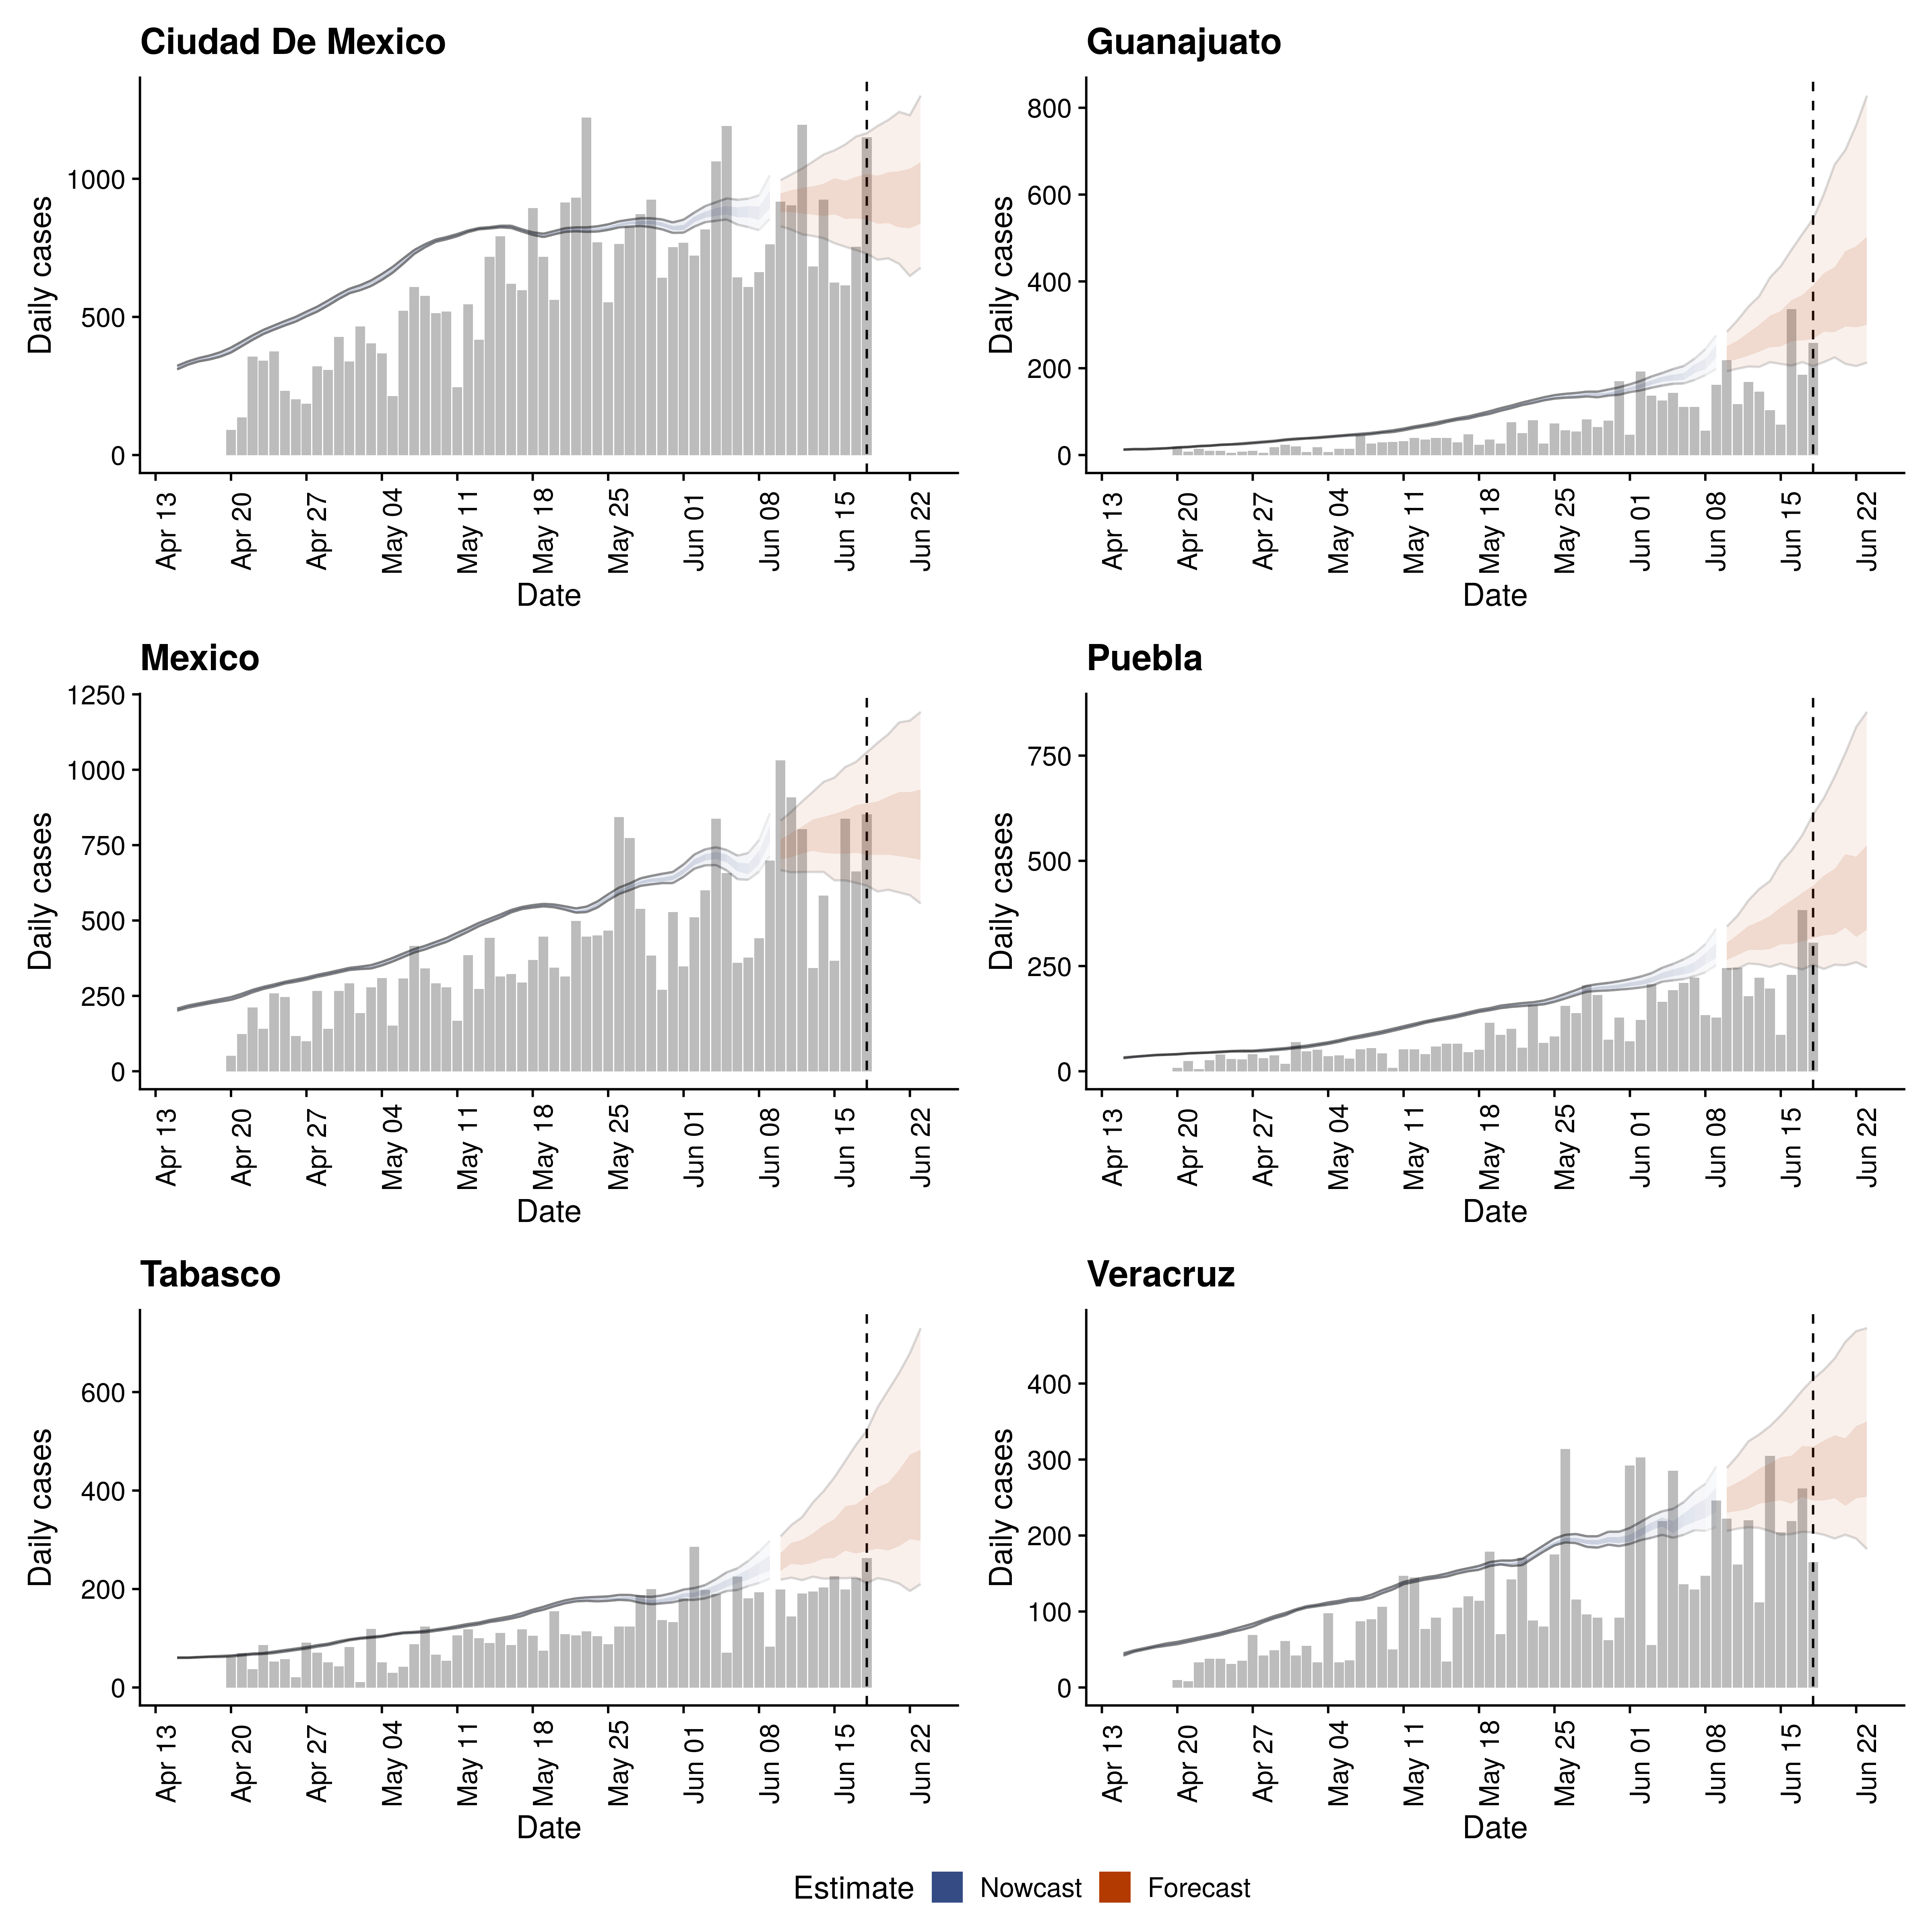 Ciudad De Mexico
Daily cases
1000
500
0
Apr 13 Apr 20 Apr 27 May 04 May 11 May 18 May 25 Jun 01 Jun 08 Jun 15 Jun 22
Date
Guanajuato
Daily cases
800
600
400
200
0
Apr 13 Apr 20 Apr 27 May 04 May 11 May 18 May 25 Jun 01 Jun 08 Jun 15 Jun 22
Date
Mexico
Daily cases
1250
1000
750
500
250
0
Apr 13 Apr 20 Apr 27 May 04 May 11 May 18 May 25 Jun 01 Jun 08 Jun 15 Jun 22
Date
Puebla
Daily cases
750
500
250
0
Apr 13 Apr 20 Apr 27 May 04 May 11 May 18 May 25 Jun 01 Jun 08 Jun 15 Jun 22
Date
Tabasco
Daily cases
600
400
200
0
Apr 13 Apr 20 Apr 27 May 04 May 11 May 18 May 25 Jun 01 Jun 08 Jun 15 Jun 22
Date
Veracruz
Daily cases
400
300
200
100
0
Apr 13 Apr 20 Apr 27 May 04 May 11 May 18 May 25 Jun 01 Jun 08 Jun 15 Jun 22
Date
Estimate Nowcast Forecast